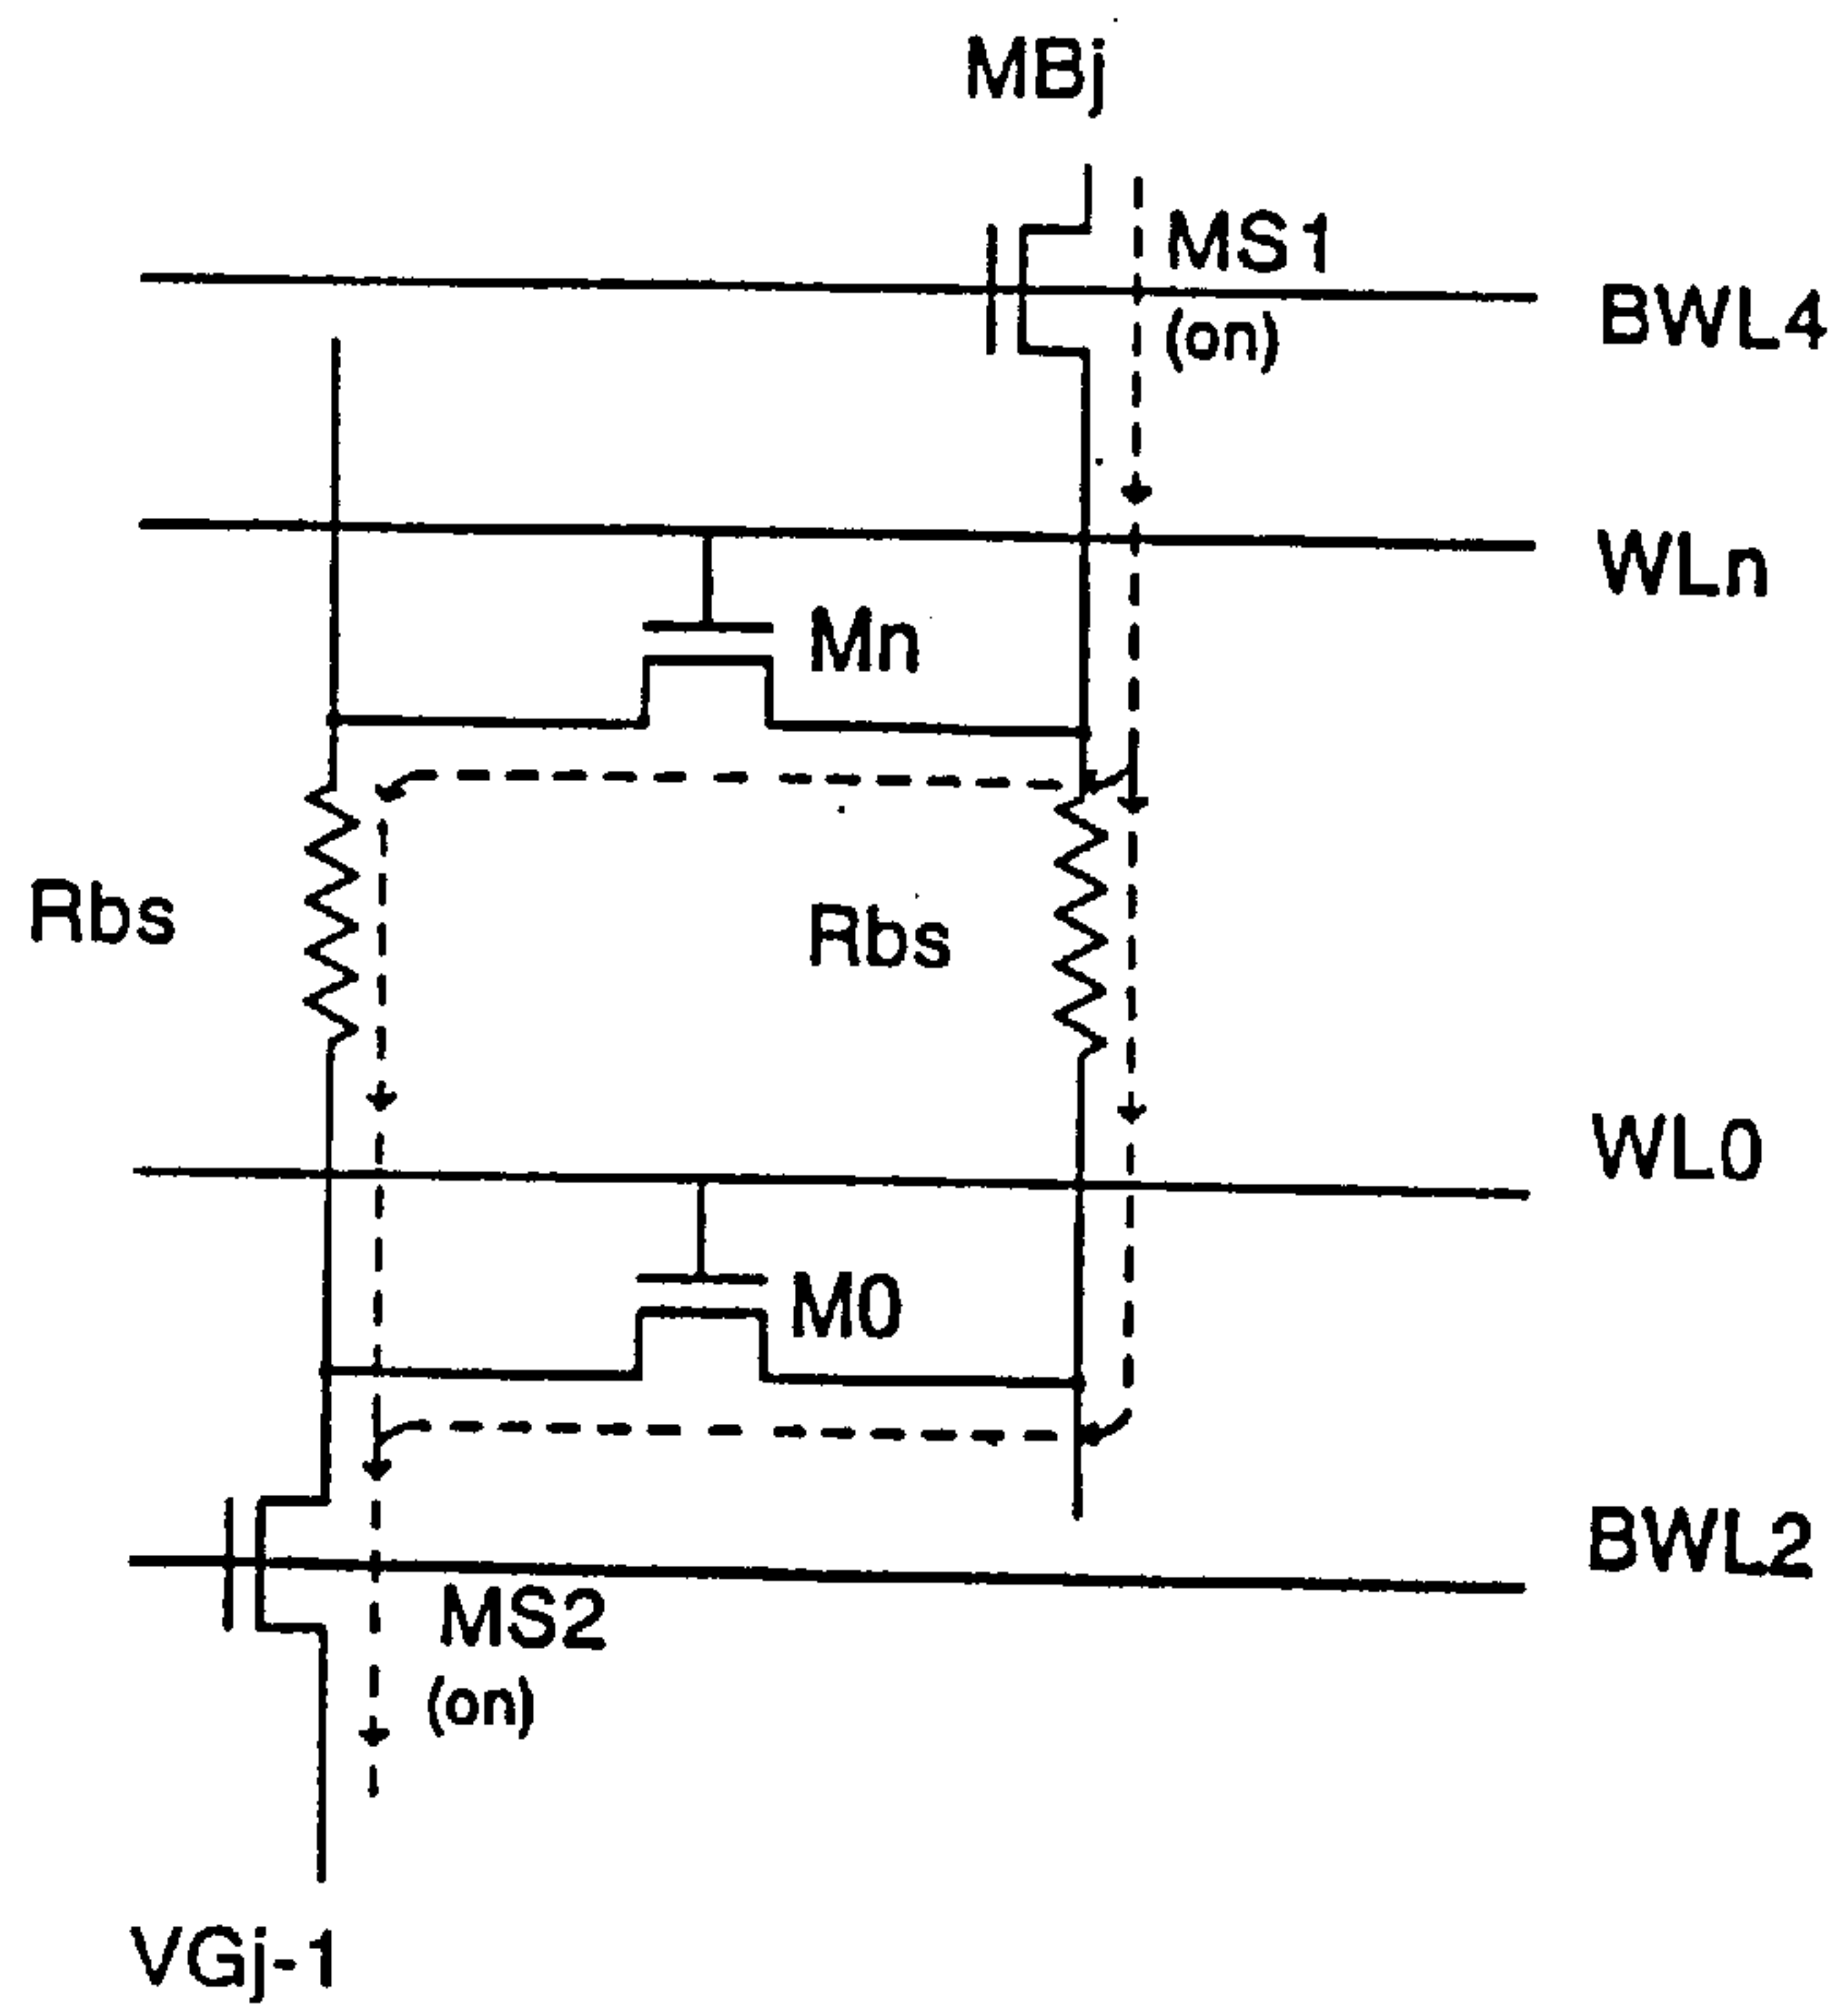 MBj
MS1
(on)
BWL4
WLn
Mn
Rbs
Rbs
WL0
M0
BWL2
MS2
(on)
VGj-1